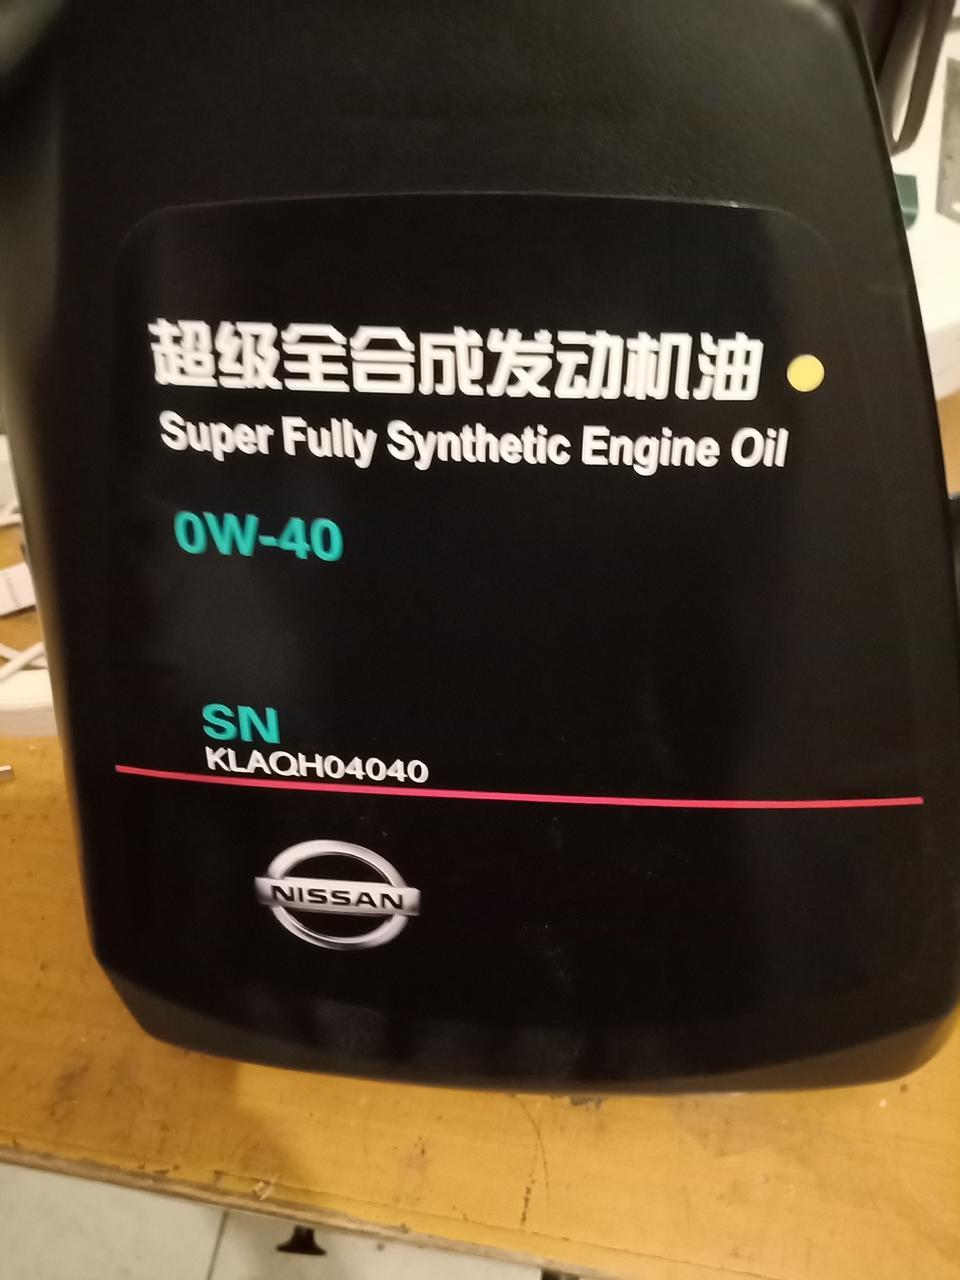 超级全合成发动机油
Super Fully Synthetic Engine Oil
0W-40
SN
KLAQH04040
NISSAN